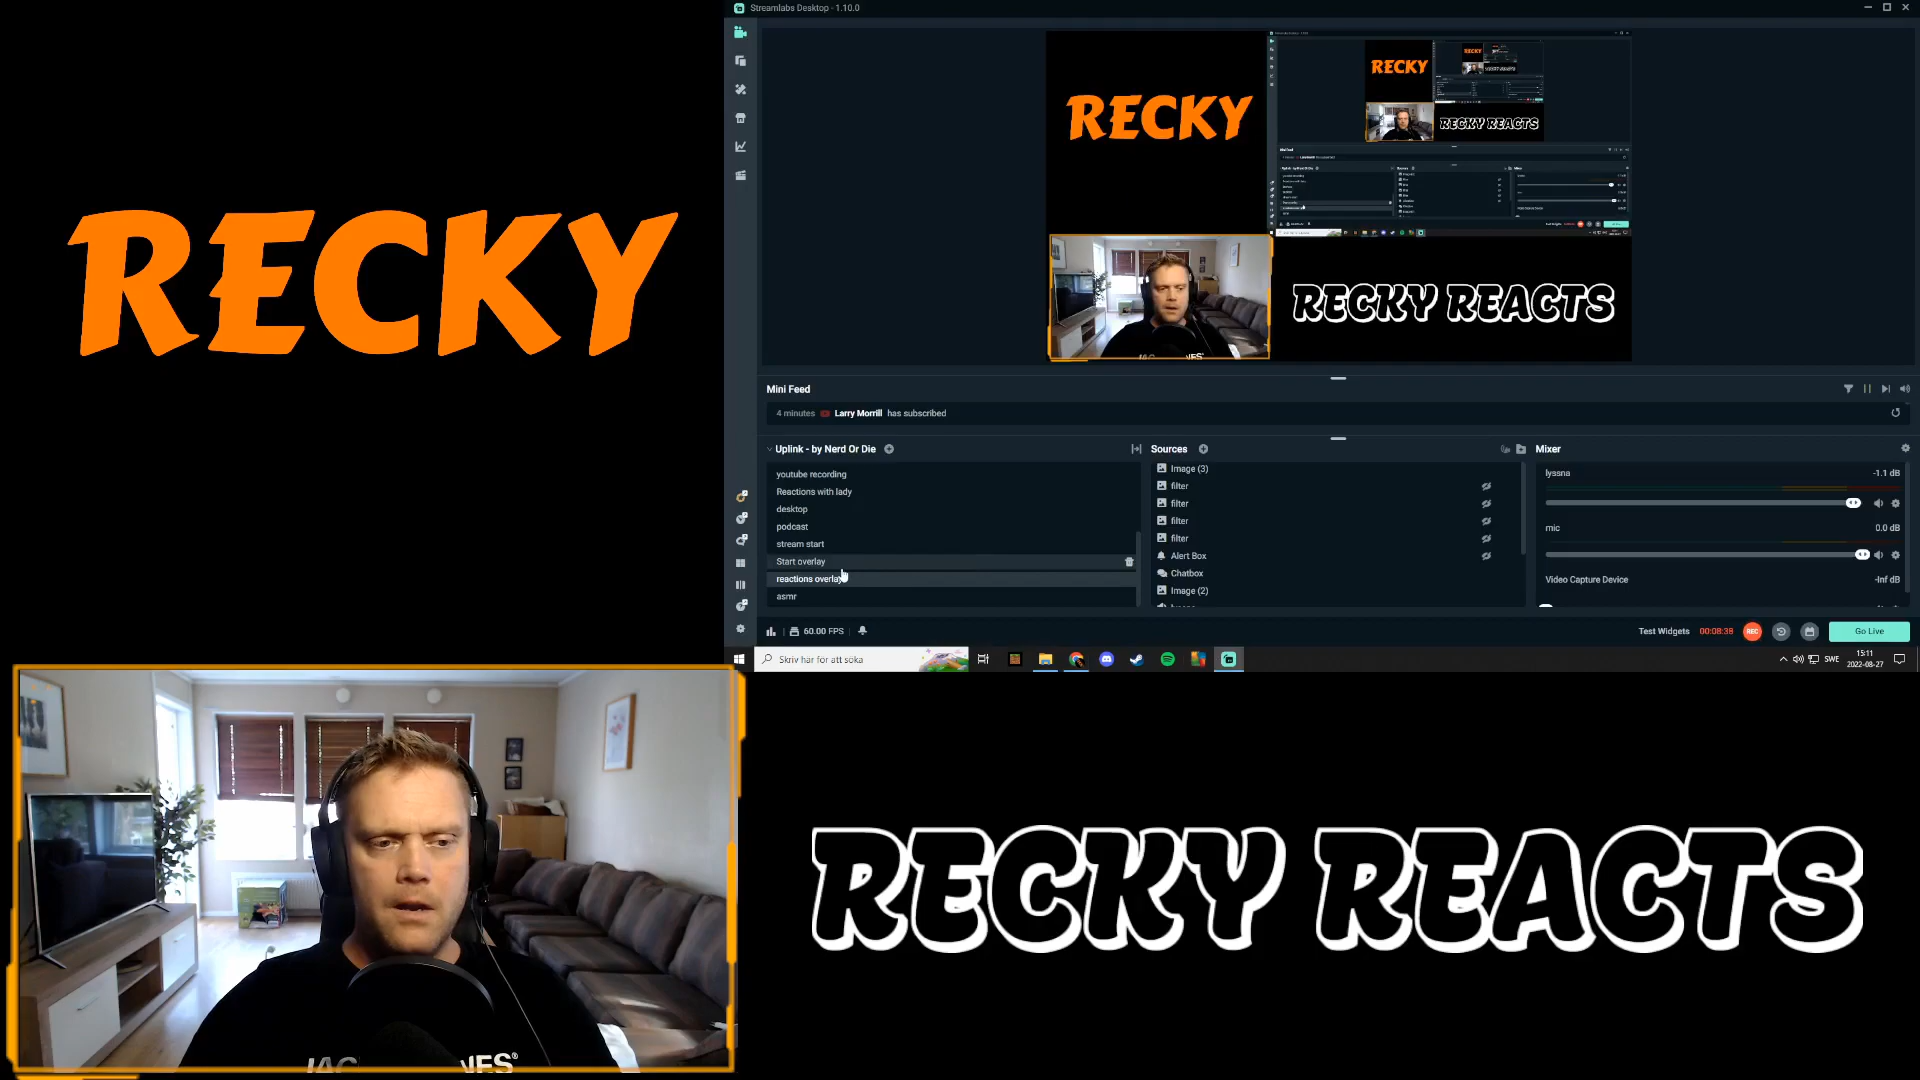 RECKY
Streamlabs Desktop - 1.10.0
RECKY
RECKY
RECKY REACTS
RECKY REACTS
Mini Feed
4 minutes Larry Morrill has subscribed
Uplink - by Nerd Or Die
youtube recording
Reactions with lady
desktop
podcast
stream start
Start overlay
reactions overlay
asmr
Sources
Image (3)
filter
filter
filter
filter
Alert Box
Chatbox
Image (2)
Mixer
lyssna -1.1 dB
mic 0.0 dB
Video Capture Device -Inf dB
60.00 FPS
Test Widgets 00:08:38 REC Go Live
Skriv här för att söka
SWE 15:11
2022-08-27
RECKY REACTS